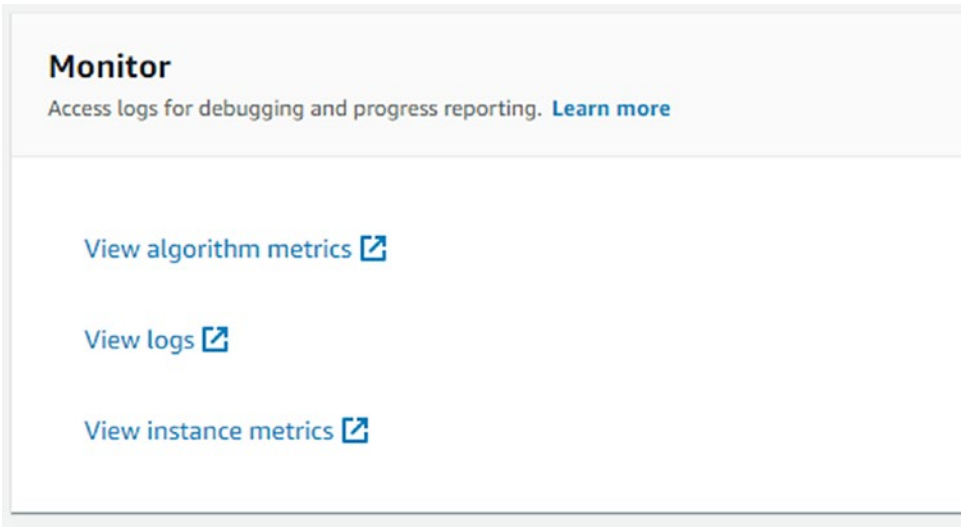 Monitor
Access logs for debugging and progress reporting. Learn more
View algorithm metrics
View logs
View instance metrics